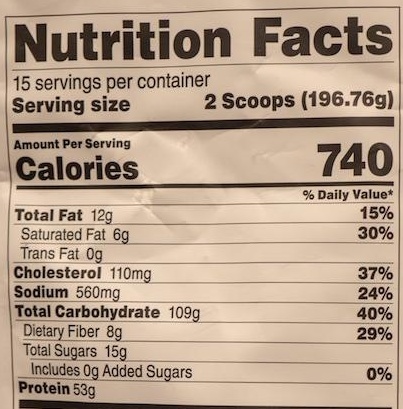 Nutrition Facts
15 servings per container
Serving size 2 Scoops (196.76g)
Amount Per Serving
Calories 740
% Daily Value*
Total Fat 12g 15%
Saturated Fat 6g 30%
Trans Fat 0g
Cholesterol 110mg 37%
Sodium 560mg 24%
Total Carbohydrate 109g 40%
Dietary Fiber 8g 29%
Total Sugars 15g
Includes 0g Added Sugars 0%
Protein 53g